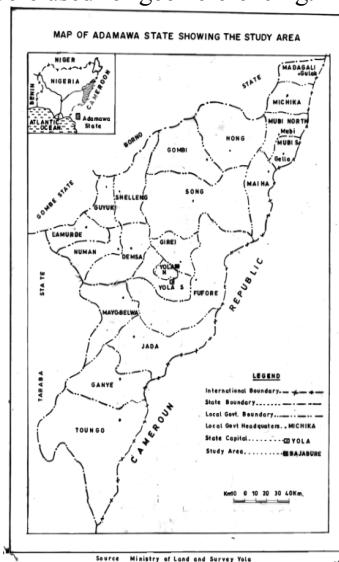 MAP OF ADAMAWA STATE SHOWING THE STUDY AREA
NIGER
NIGERIA
BENIN
CAMEROON
ATLANTIC
OCEAN
Adamawa
State
MADAGALI
Gulak
MICHIKA
MUBI NORTH
Mubi
MUBI S
Gella
STATE
BORNO
HONG
GOMBI
MAIHA
SONG
GOMBE STATE
SHELLENG
GUYUK
LAMURDE
NUMAN
DEMSA
GIREI
YOLA
N
YOLA S
FUFORE
REPUBLIC
STATE
MAYO-BELWA
JADA
TARABA
GANYE
TOUNGO
CAMEROUN
LEGEND
International Boundary
State Boundary
Local Govt. Boundary
Local Govt Headquaters MICHIKA
State Capital YOLA
Study Area BAJABURE
Km10 0 10 20 30 40Km.
Source Ministry of Land and Survey Yola